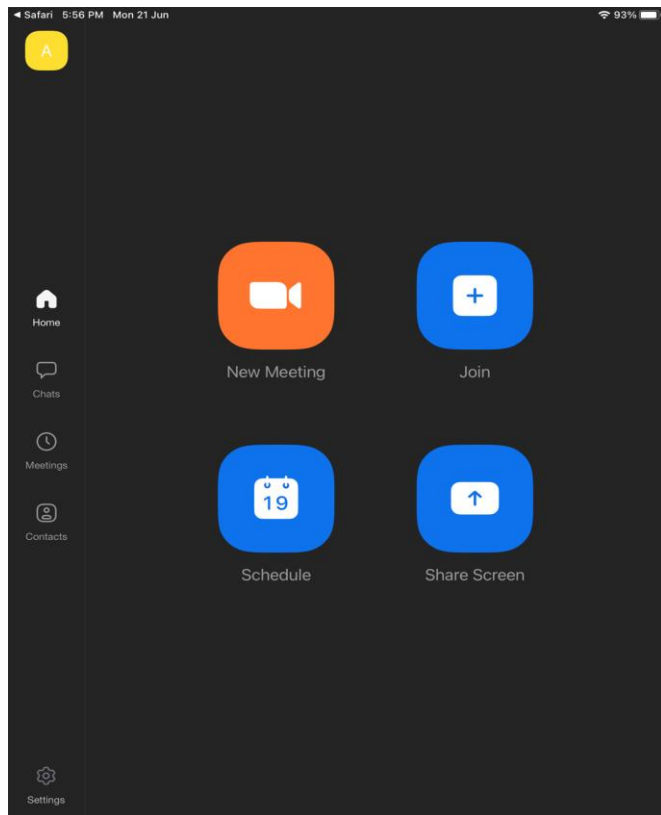 Safari 5:56 PM Mon 21 Jun 93%
A
Home
Chats
Meetings
Contacts
Settings
New Meeting
Join
19
Schedule
Share Screen